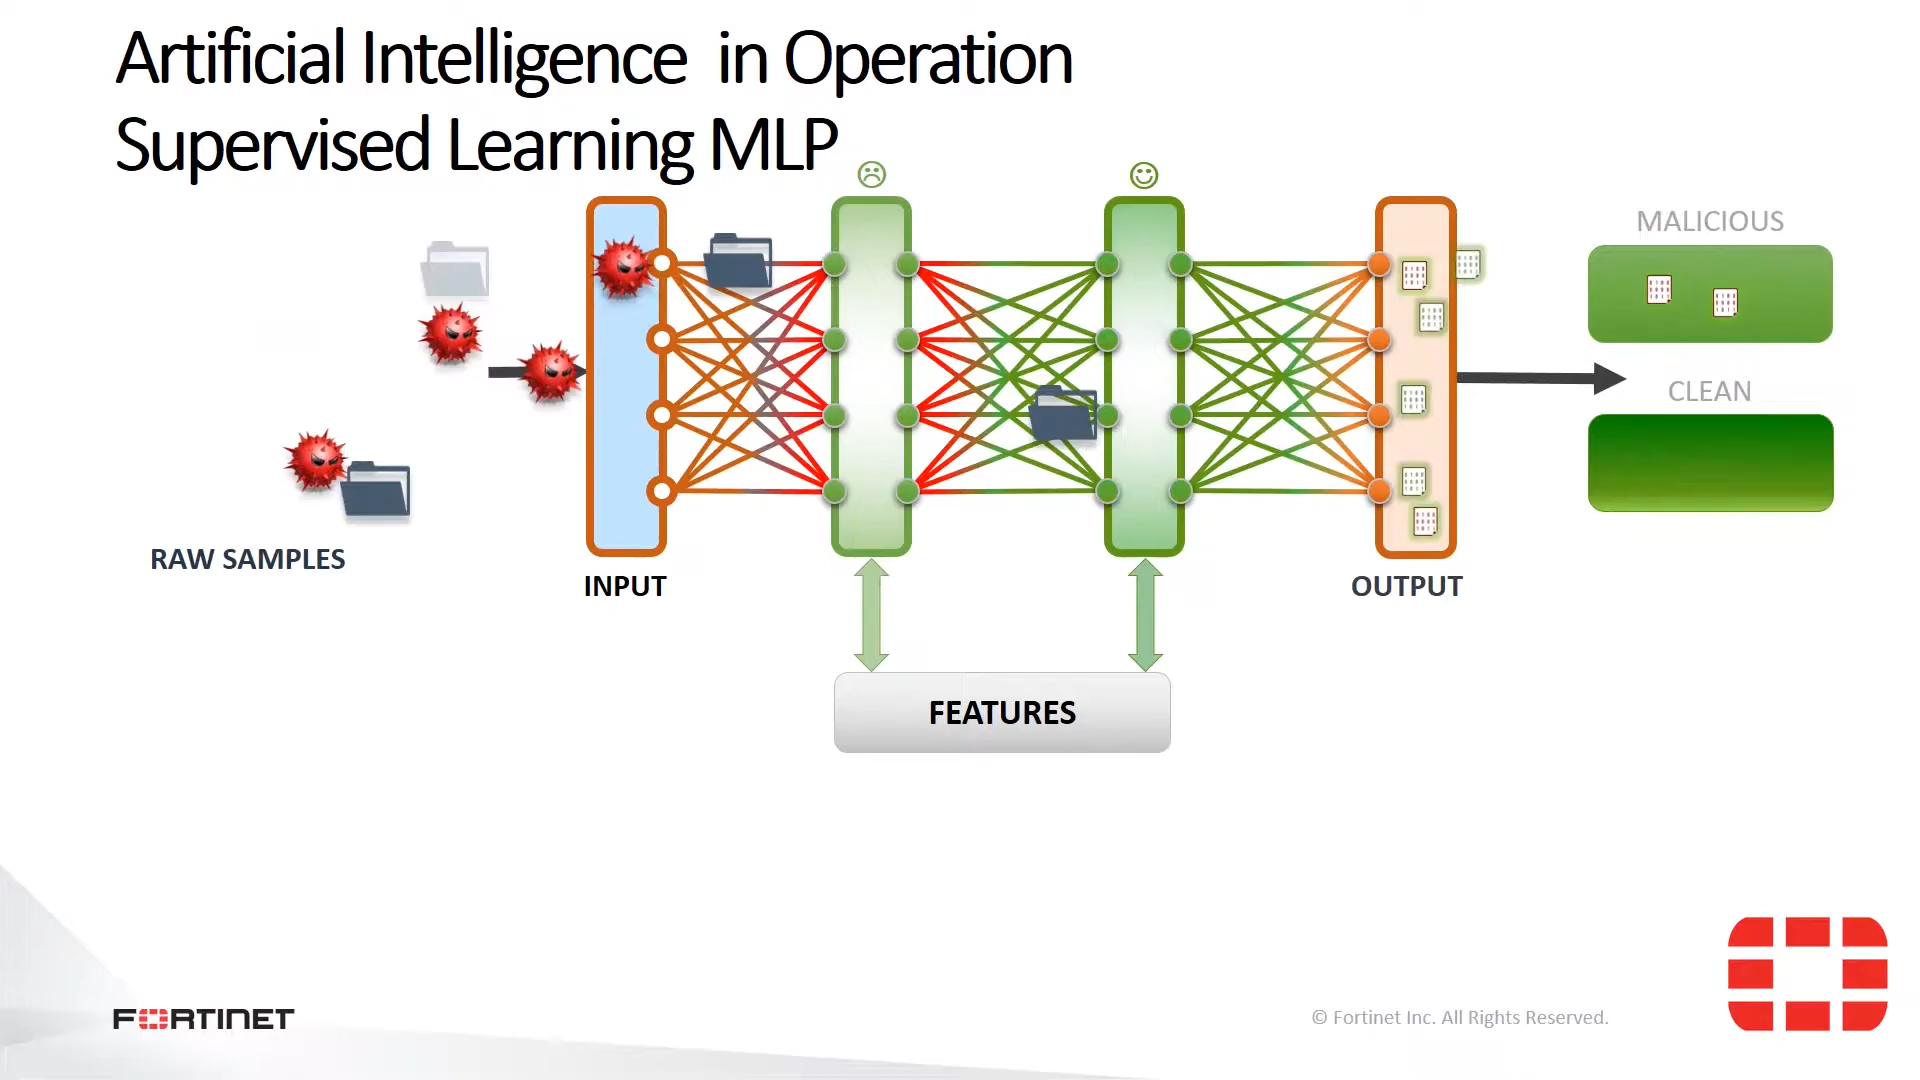 Artificial Intelligence in Operation
Supervised Learning MLP
MALICIOUS
CLEAN
RAW SAMPLES
INPUT
OUTPUT
FEATURES
FORTINET
© Fortinet Inc. All Rights Reserved.